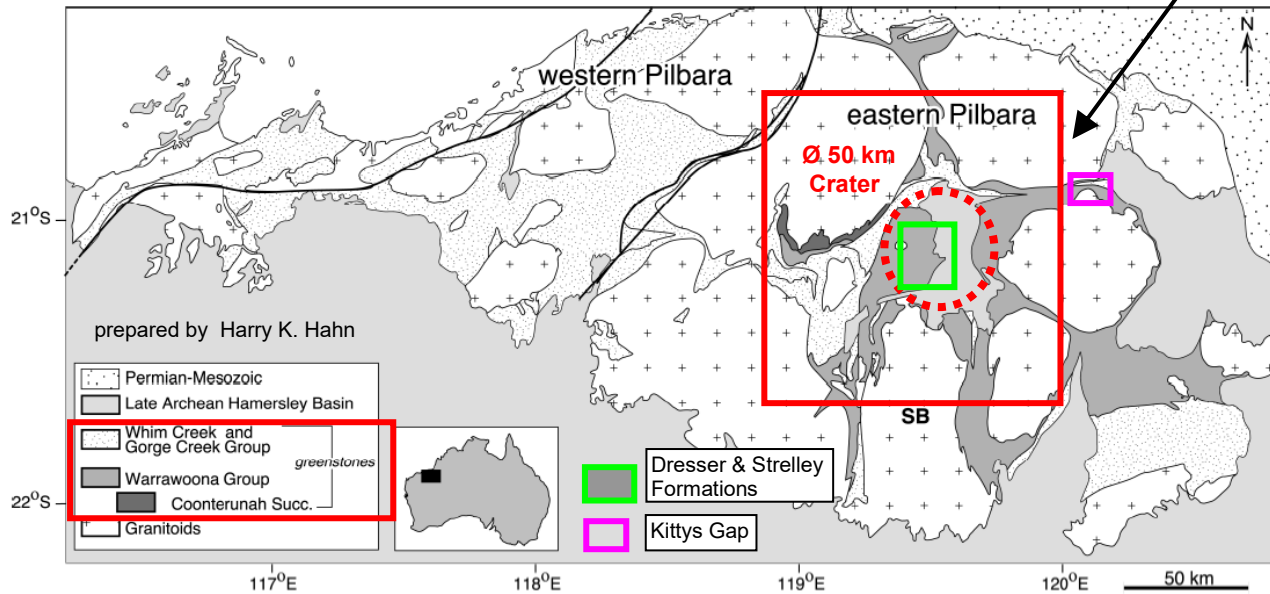 N
western Pilbara
eastern Pilbara
Ø 50 km
Crater
21°S
prepared by Harry K. Hahn
Permian-Mesozoic
Late Archean Hamersley Basin
Whim Creek and
Gorge Creek Group
greenstones
Warrawoona Group
Coonterunah Succ.
Granitoids
SB
Dresser & Strelley
Formations
Kittys Gap
22°S
117°E
118°E
119°E
120°E
50 km